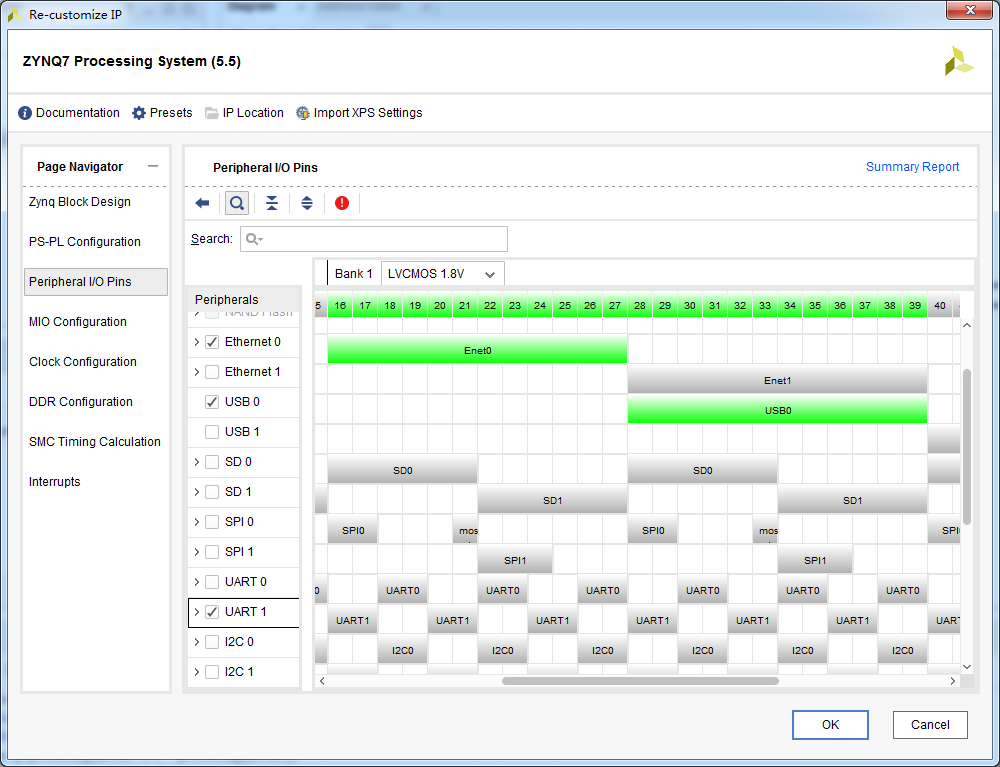 Re-customize IP
ZYNQ7 Processing System (5.5)
Documentation Presets IP Location Import XPS Settings
Page Navigator
Zynq Block Design
PS-PL Configuration
Peripheral I/O Pins
MIO Configuration
Clock Configuration
DDR Configuration
SMC Timing Calculation
Interrupts
Peripheral I/O Pins Summary Report
Search:
Bank 1 LVCMOS 1.8V
Peripherals
5 16 17 18 19 20 21 22 23 24 25 26 27 28 29 30 31 32 33 34 35 36 37 38 39 40
NAND Flash
Ethernet 0 Enet0
Ethernet 1 Enet1
USB 0 USB0
USB 1
SD 0 SD0 SD0
SD 1 SD1 SD1
SPI 0 SPI0 mos SPI0 mos SPI
SPI 1 SPI1 SPI1
UART 0 0 UART0 UART0 UART0 UART0 UART0 UART0
UART 1 UART1 UART1 UART1 UART1 UART1 UART1 UAR
I2C 0 I2C0 I2C0 I2C0 I2C0 I2C0 I2C0
I2C 1
OK Cancel